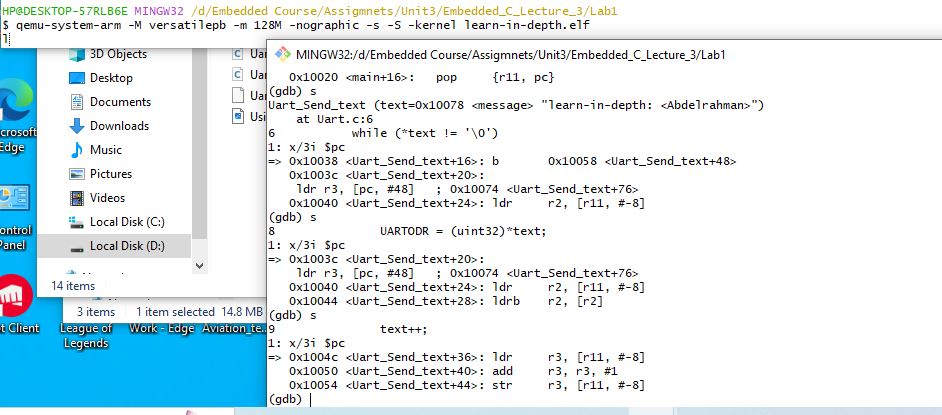 HP@DESKTOP-57RLB6E MINGW32 /d/Embedded Course/Assigmnets/Unit3/Embedded_C_Lecture_3/Lab1
$ qemu-system-arm -M versatilepb -m 128M -nographic -s -S -kernel learn-in-depth.elf
l
3D Objects
Desktop
Documents
Downloads
Music
Pictures
Videos
Local Disk (C:)
Local Disk (D:)
14 items
3 items
1 item selected
14.8 MB
Uar
Uar
Uar
Usi
crosoft
Edge
ontrol
Panel
ot Client
League of
Legends
Work - Edge
Aviation_te...
MINGW32:/d/Embedded Course/Assigmnets/Unit3/Embedded_C_Lecture_3/Lab1
0x10020 <main+16>: pop {r11, pc}
(gdb) s
Uart_Send_text (text=0x10078 <message> "learn-in-depth: <Abdelrahman>")
at Uart.c:6
6 while (*text != '\0')
1: x/3i $pc
=> 0x10038 <Uart_Send_text+16>: b 0x10058 <Uart_Send_text+48>
0x1003c <Uart_Send_text+20>:
ldr r3, [pc, #48] ; 0x10074 <Uart_Send_text+76>
0x10040 <Uart_Send_text+24>: ldr r2, [r11, #-8]
(gdb) s
8 UARTODR = (uint32)*text;
1: x/3i $pc
=> 0x1003c <Uart_Send_text+20>:
ldr r3, [pc, #48] ; 0x10074 <Uart_Send_text+76>
0x10040 <Uart_Send_text+24>: ldr r2, [r11, #-8]
0x10044 <Uart_Send_text+28>: ldrb r2, [r2]
(gdb) s
9 text++;
1: x/3i $pc
=> 0x1004c <Uart_Send_text+36>: ldr r3, [r11, #-8]
0x10050 <Uart_Send_text+40>: add r3, r3, #1
0x10054 <Uart_Send_text+44>: str r3, [r11, #-8]
(gdb)